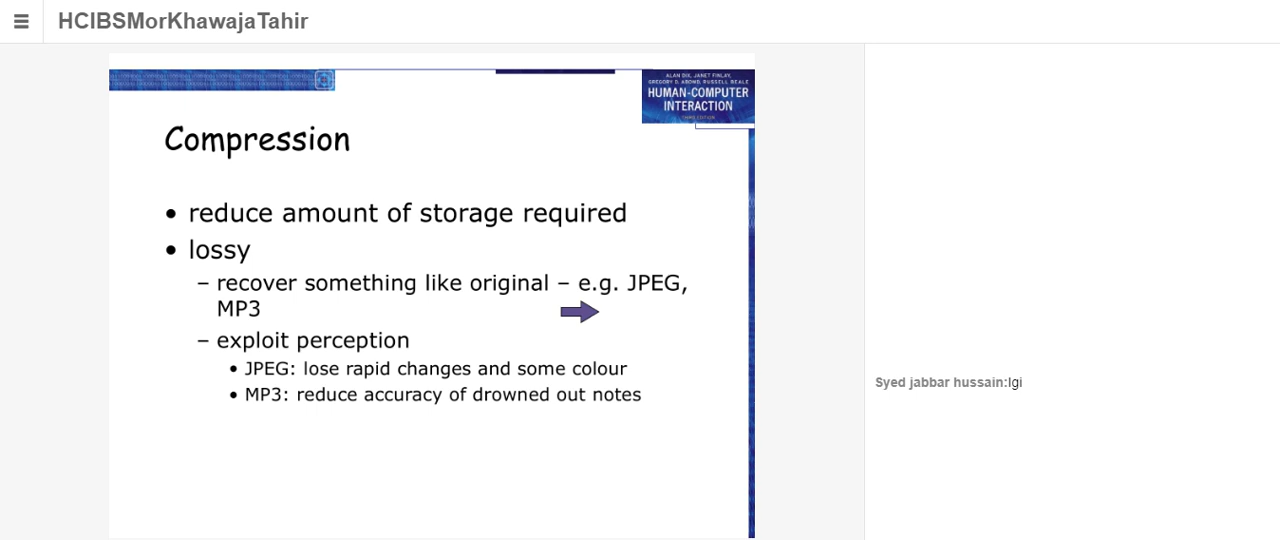 HCIBSMorKhawajaTahir
ALAN DIX, JANET FINLAY,
GREGORY D. ABOWD, RUSSELL BEALE
HUMAN-COMPUTER
INTERACTION
THIRD EDITION
Compression
• reduce amount of storage required
• lossy
– recover something like original – e.g. JPEG,
MP3
– exploit perception
• JPEG: lose rapid changes and some colour
• MP3: reduce accuracy of drowned out notes
Syed jabbar hussain:lgi